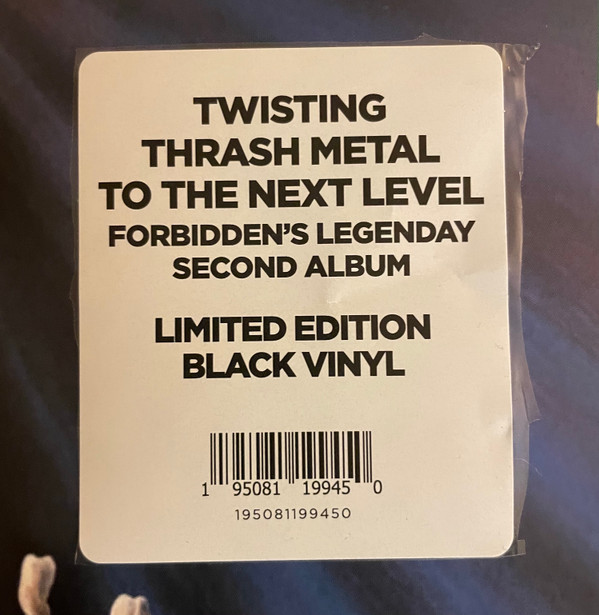 TWISTING
THRASH METAL
TO THE NEXT LEVEL
FORBIDDEN'S LEGENDAY
SECOND ALBUM
LIMITED EDITION
BLACK VINYL
1 95081 19945 0
195081199450